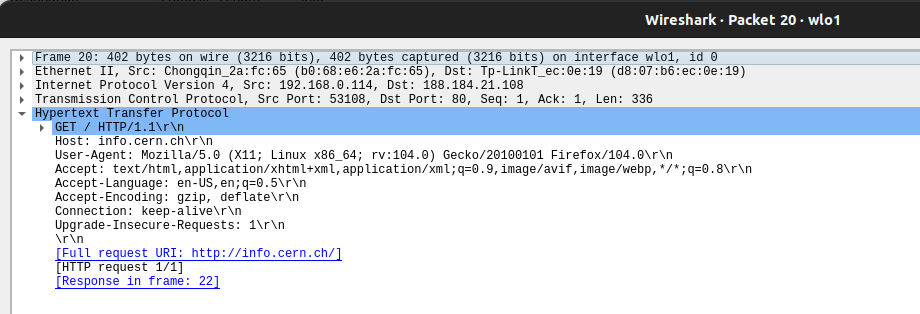 Wireshark · Packet 20 · wlo1
Frame 20: 402 bytes on wire (3216 bits), 402 bytes captured (3216 bits) on interface wlo1, id 0
Ethernet II, Src: Chongqin_2a:fc:65 (b0:68:e6:2a:fc:65), Dst: Tp-LinkT_ec:0e:19 (d8:07:b6:ec:0e:19)
Internet Protocol Version 4, Src: 192.168.0.114, Dst: 188.184.21.108
Transmission Control Protocol, Src Port: 53108, Dst Port: 80, Seq: 1, Ack: 1, Len: 336
Hypertext Transfer Protocol
GET / HTTP/1.1\r\n
Host: info.cern.ch\r\n
User-Agent: Mozilla/5.0 (X11; Linux x86_64; rv:104.0) Gecko/20100101 Firefox/104.0\r\n
Accept: text/html,application/xhtml+xml,application/xml;q=0.9,image/avif,image/webp,*/*;q=0.8\r\n
Accept-Language: en-US,en;q=0.5\r\n
Accept-Encoding: gzip, deflate\r\n
Connection: keep-alive\r\n
Upgrade-Insecure-Requests: 1\r\n
\r\n
[Full request URI: http://info.cern.ch/]
[HTTP request 1/1]
[Response in frame: 22]